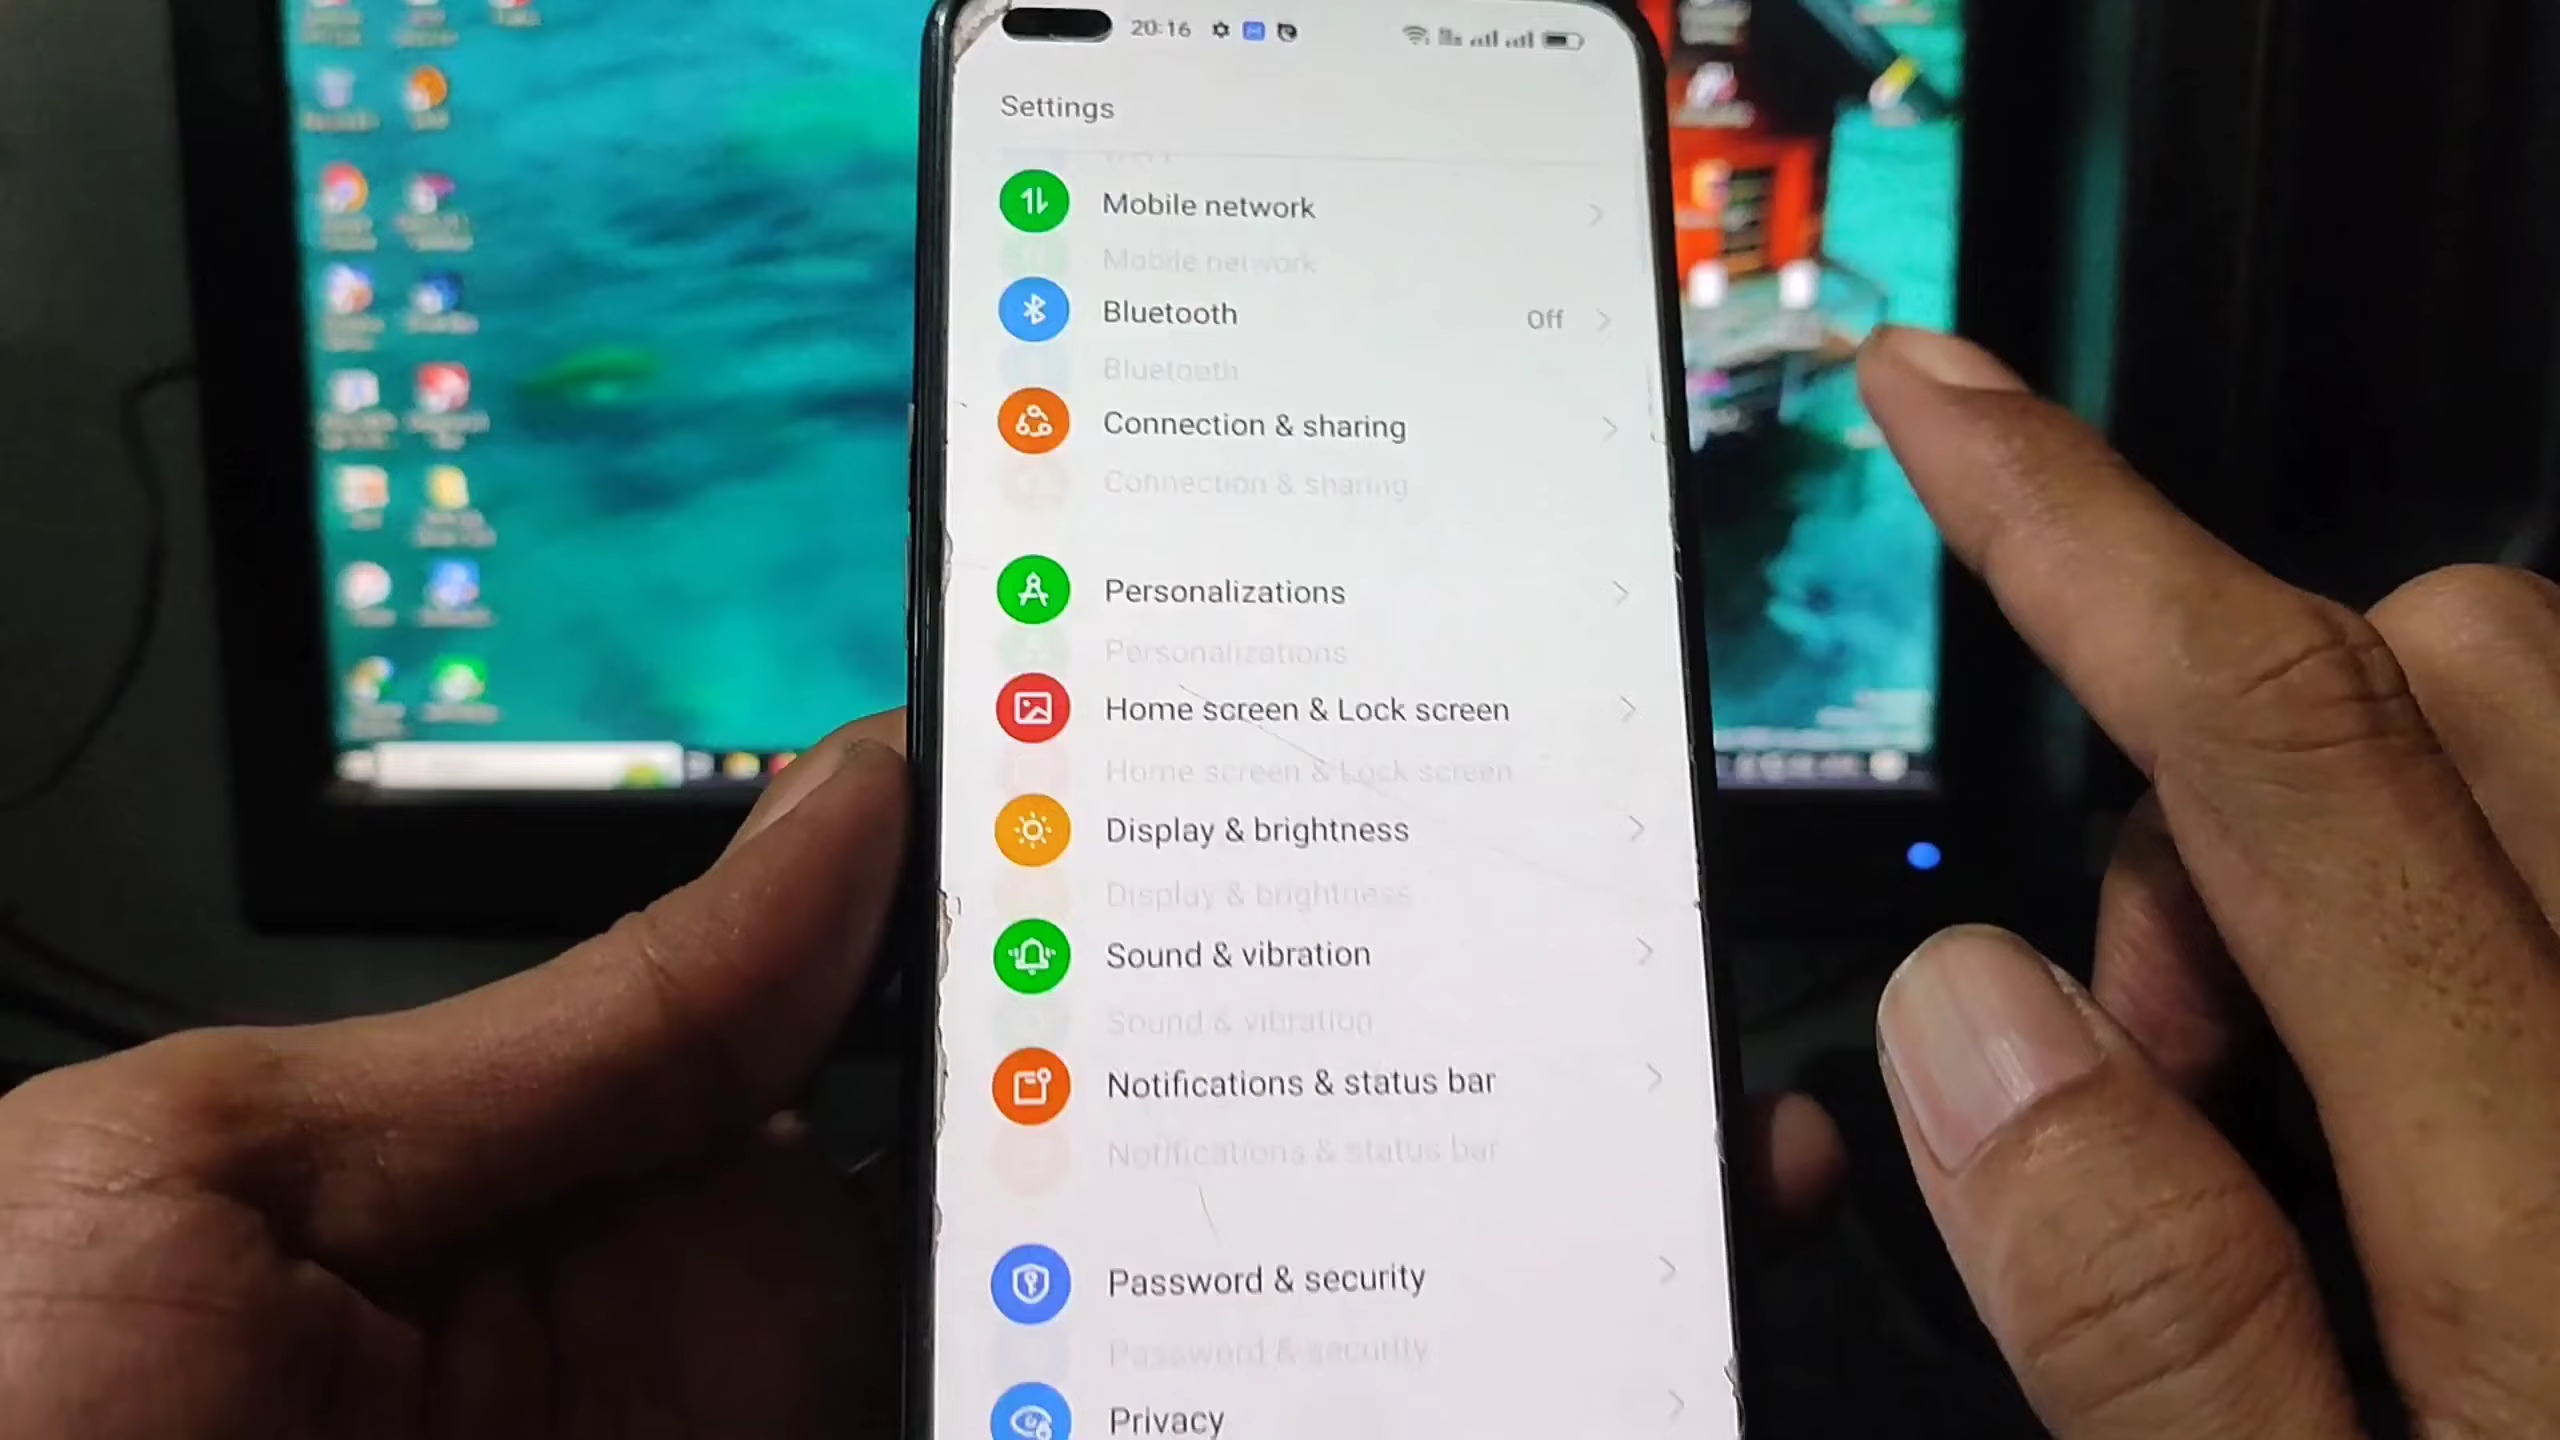 20:16
Settings
Mobile network
Mobile network
Bluetooth Off
Bluetooth
Connection & sharing
Connection & sharing
Personalizations
Personalizations
Home screen & Lock screen
Home screen & Lock screen
Display & brightness
Display & brightness
Sound & vibration
Sound & vibration
Notifications & status bar
Notifications & status bar
Password & security
Password & security
Privacy